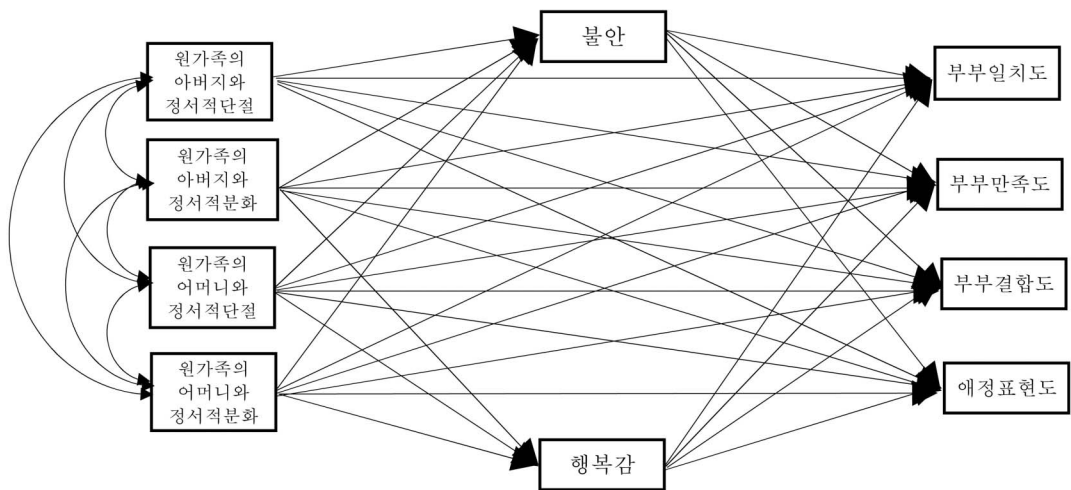 원가족의
아버지와
정서적단절
원가족의
아버지와
정서적분화
원가족의
어머니와
정서적단절
원가족의
어머니와
정서적분화
불안
행복감
부부일치도
부부만족도
부부결합도
애정표현도